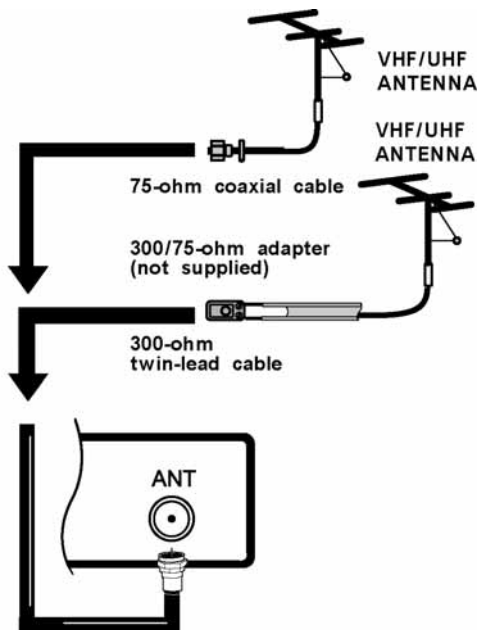 VHF/UHF
ANTENNA
VHF/UHF
ANTENNA
75-ohm coaxial cable
300/75-ohm adapter
(not supplied)
300-ohm
twin-lead cable
ANT